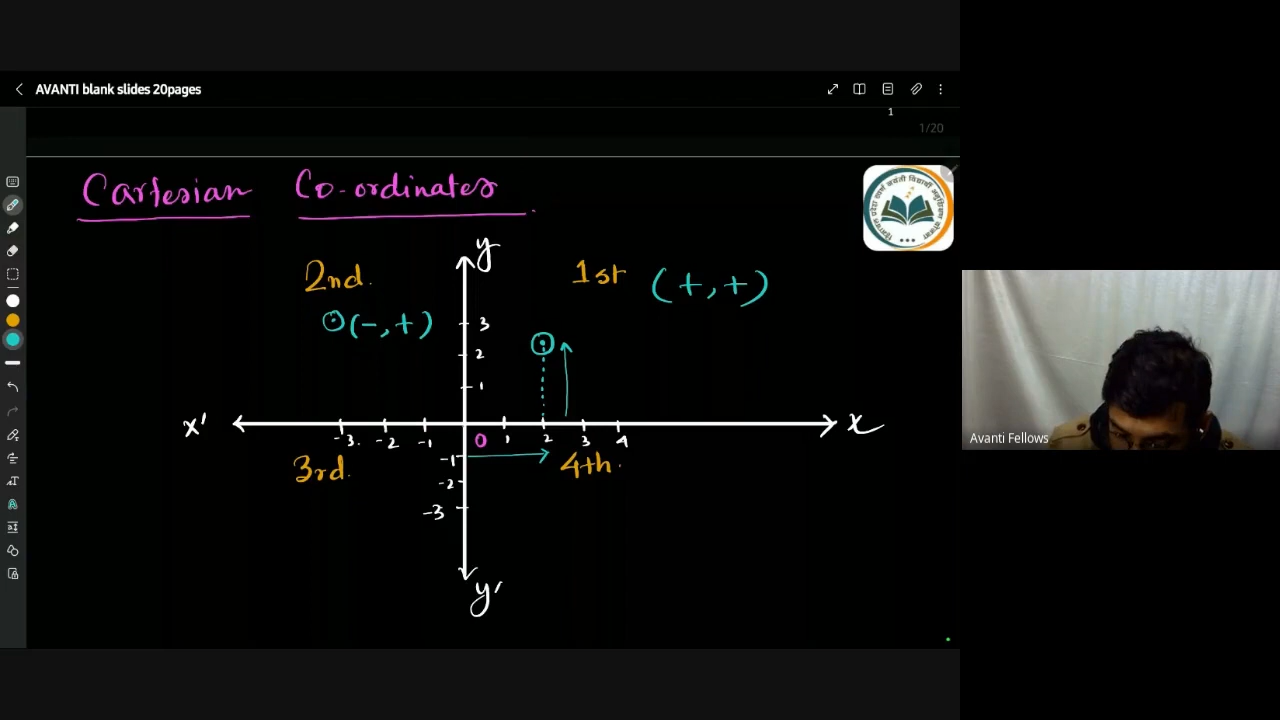 AVANTI blank slides 20pages
1
1/20
Cartesian Co-ordinates
y
2nd.
1st (+,+)
(-,+)
3
2
1
x'
x
-3. -2 -1 0 1 2 3 4
-1
3rd.
4th.
-2
-3
y'
Avanti Fellows